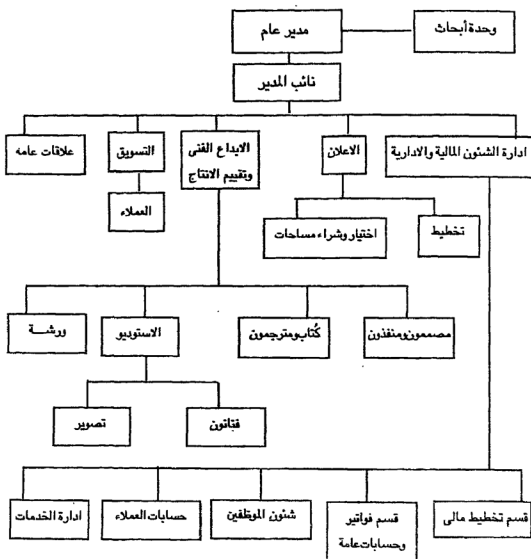 مدير عام
وحدة أبحاث
نائب المدير
ادارة الشئون المالية والادارية
الاعلان
الابداع الفنى
وتقييم الانتاج
التسويق
علاقات عامه
العملاء
تخطيط
اختيار وشراء مساحات
مصممون ومنفذون
كُتاب ومترجمون
الاستوديو
ورشـــة
فنانون
تصوير
قسم تخطيط مالى
قسم فواتير
وحسابات عامة
شئون الموظفين
حسابات العملاء
ادارة الخدمات